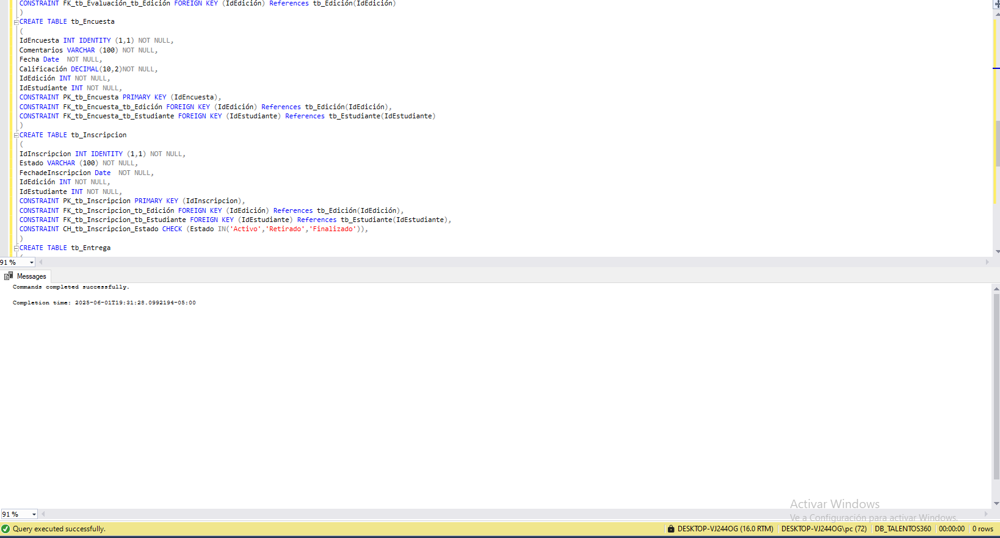 CONSTRAINT FK_tb_Evaluación_tb_Edición FOREIGN KEY (IdEdición) References tb_Edición(IdEdición)
)
CREATE TABLE tb_Encuesta
(
IdEncuesta INT IDENTITY (1,1) NOT NULL,
Comentarios VARCHAR (100) NOT NULL,
Fecha Date  NOT NULL,
Calificación DECIMAL(10,2)NOT NULL,
IdEdición INT NOT NULL,
IdEstudiante INT NOT NULL,
CONSTRAINT PK_tb_Encuesta PRIMARY KEY (IdEncuesta),
CONSTRAINT FK_tb_Encuesta_tb_Edición FOREIGN KEY (IdEdición) References tb_Edición(IdEdición),
CONSTRAINT FK_tb_Encuesta_tb_Estudiante FOREIGN KEY (IdEstudiante) References tb_Estudiante(IdEstudiante)
)
CREATE TABLE tb_Inscripcion
(
IdInscripcion INT IDENTITY (1,1) NOT NULL,
Estado VARCHAR (100) NOT NULL,
FechadeInscripcion Date  NOT NULL,
IdEdición INT NOT NULL,
IdEstudiante INT NOT NULL,
CONSTRAINT PK_tb_Inscripcion PRIMARY KEY (IdInscripcion),
CONSTRAINT FK_tb_Inscripcion_tb_Edición FOREIGN KEY (IdEdición) References tb_Edición(IdEdición),
CONSTRAINT FK_tb_Inscripcion_tb_Estudiante FOREIGN KEY (IdEstudiante) References tb_Estudiante(IdEstudiante),
CONSTRAINT CH_tb_Inscripcion_Estado CHECK (Estado IN('Activo','Retirado','Finalizado')),
)
CREATE TABLE tb_Entrega
(
91 %
Messages
Commands completed successfully.
Completion time: 2025-06-01T19:31:28.0992194-05:00
Activar Windows
Ve a Configuración para activar Windows.
91 %
Query executed successfully.
DESKTOP-VJ244OG (16.0 RTM)
DESKTOP-VJ244OG\pc (72)
DB_TALENTOS360
00:00:00
0 rows